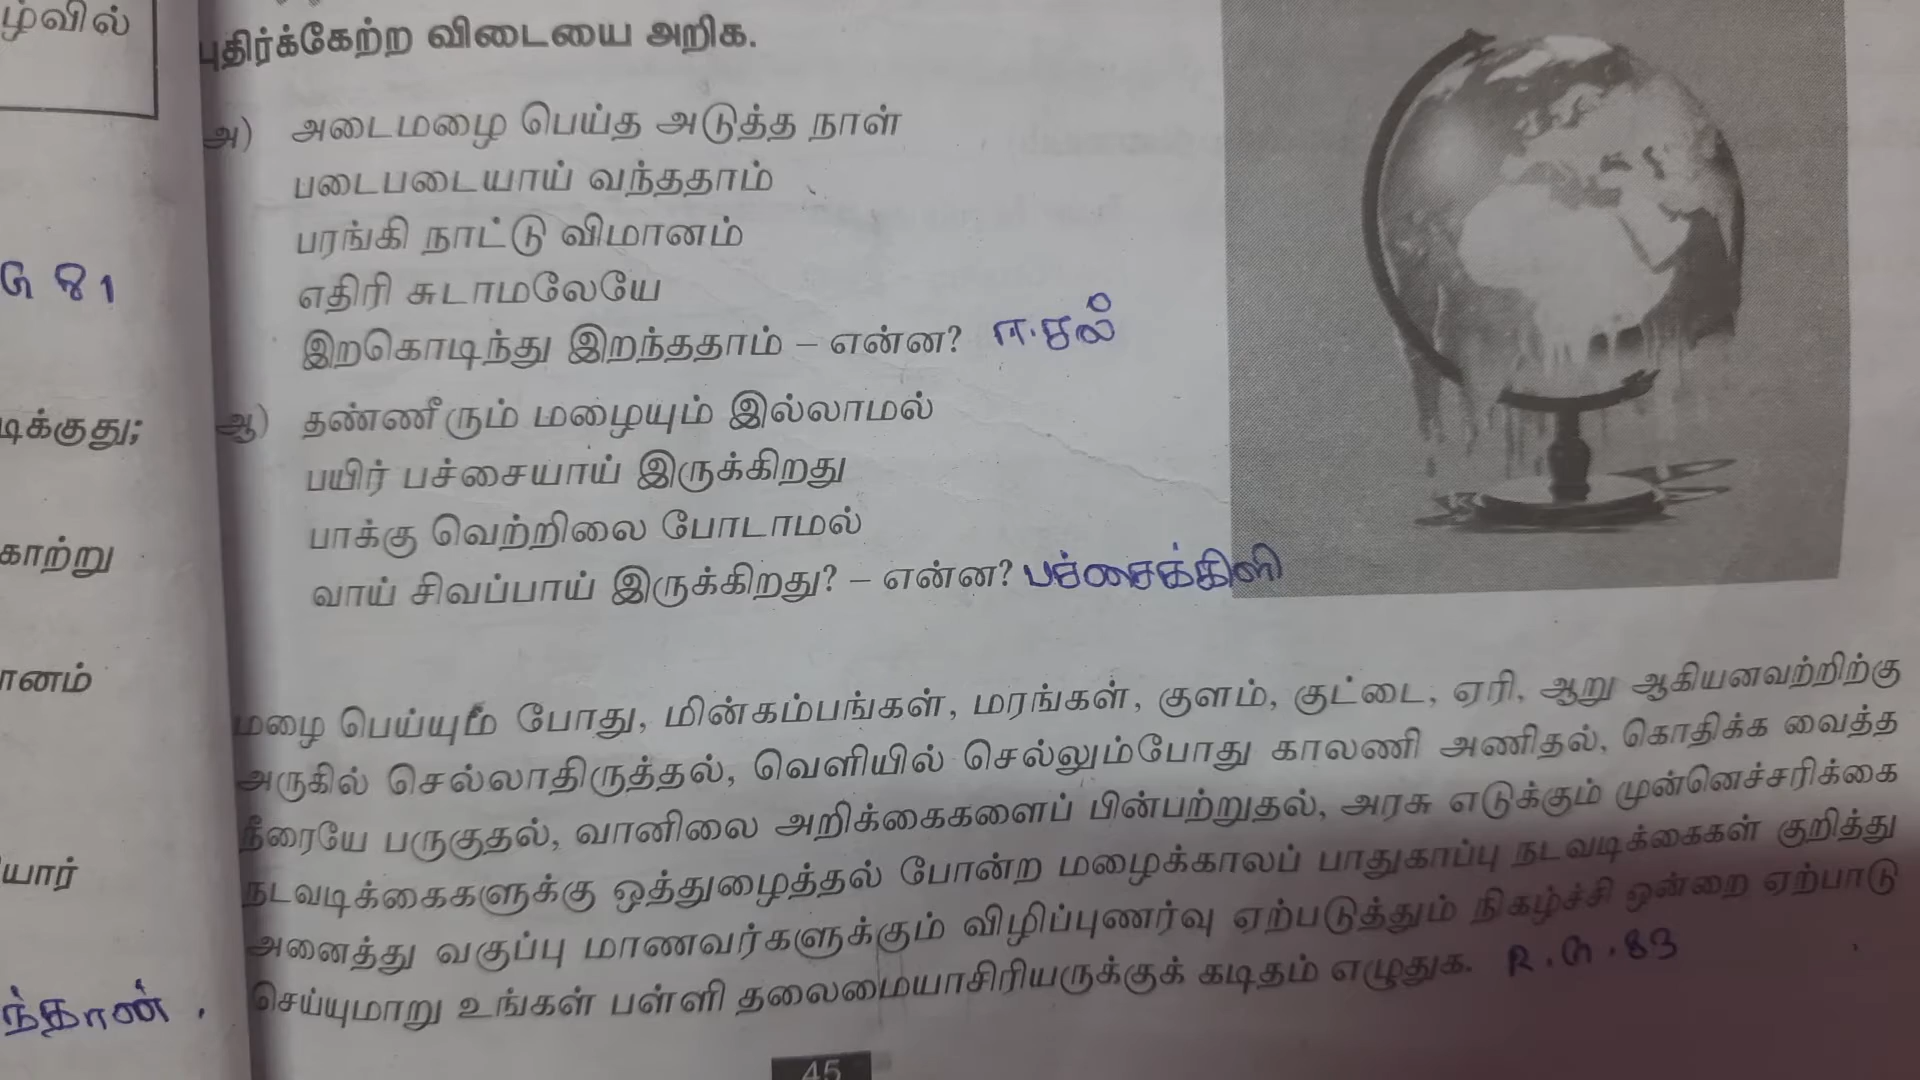 ழ்வில்
புதிர்க்கேற்ற விடையை அறிக.
அ) அடைமழை பெய்த அடுத்த நாள்
படைபடையாய் வந்ததாம்
பரங்கி நாட்டு விமானம்
எதிரி சுடாமலேயே
இறகொடிந்து இறந்ததாம் – என்ன? ஈசல்
G 81
ஆ) தண்ணீரும் மழையும் இல்லாமல்
பயிர் பச்சையாய் இருக்கிறது
பாக்கு வெற்றிலை போடாமல்
வாய் சிவப்பாய் இருக்கிறது? – என்ன? பச்சைக்கிளி
டிக்குது;
காற்று
ானம்
யார்
ந்தாண்.
மழை பெய்யும் போது, மின்கம்பங்கள், மரங்கள், குளம், குட்டை, ஏரி, ஆறு ஆகியனவற்றிற்கு
அருகில் செல்லாதிருத்தல், வெளியில் செல்லும்போது காலணி அணிதல், கொதிக்க வைத்த
நீரையே பருகுதல், வானிலை அறிக்கைகளைப் பின்பற்றுதல், அரசு எடுக்கும் முன்னெச்சரிக்கை
நடவடிக்கைகளுக்கு ஒத்துழைத்தல் போன்ற மழைக்காலப் பாதுகாப்பு நடவடிக்கைகள் குறித்து
அனைத்து வகுப்பு மாணவர்களுக்கும் விழிப்புணர்வு ஏற்படுத்தும் நிகழ்ச்சி ஒன்றை ஏற்பாடு
செய்யுமாறு உங்கள் பள்ளி தலைமையாசிரியருக்குக் கடிதம் எழுதுக. R.G.83
45